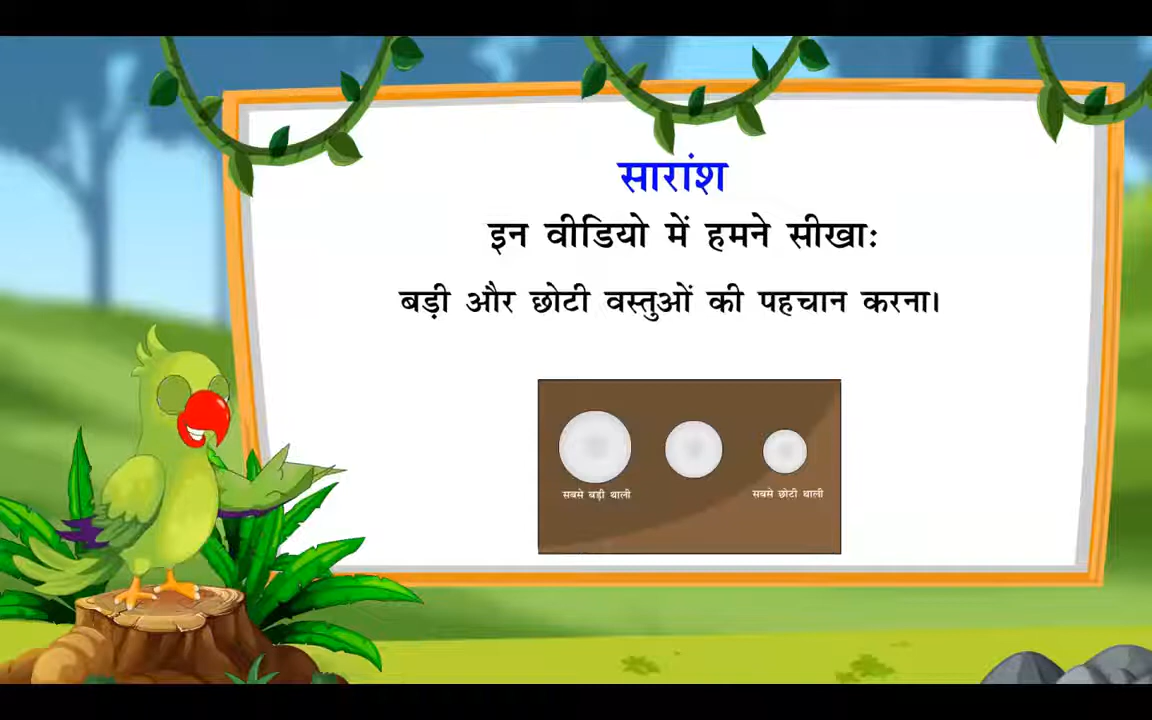 सारांश
इन वीडियो में हमने सीखाः
बड़ी और छोटी वस्तुओं की पहचान करना।
सबसे बड़ी थाली
सबसे छोटी थाली